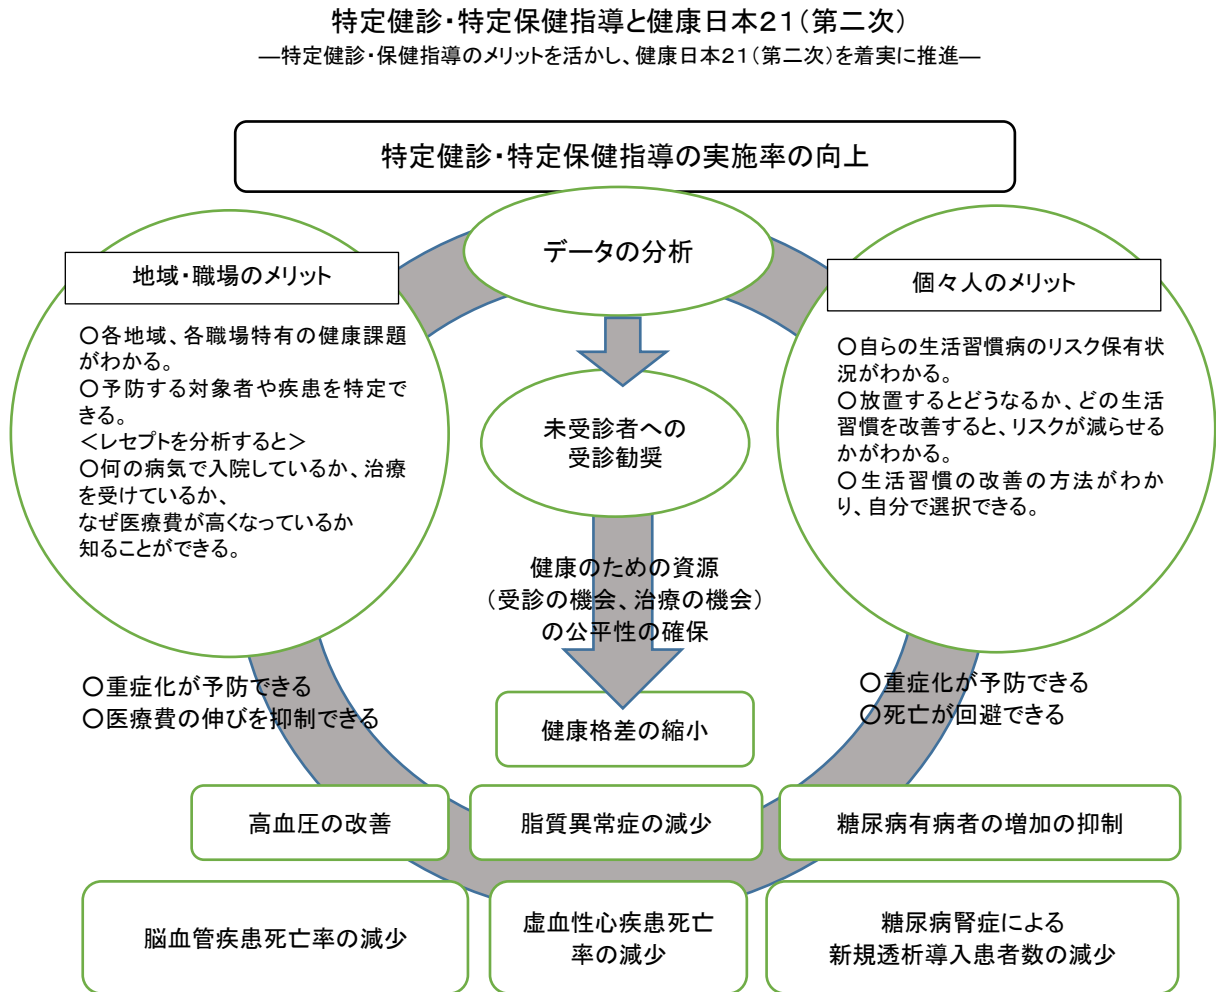 特定健診・特定保健指導と健康日本２１（第二次）
―特定健診・保健指導のメリットを活かし、健康日本２１（第二次）を着実に推進―
特定健診・特定保健指導の実施率の向上
データの分析
地域・職場のメリット
〇各地域、各職場特有の健康課題
がわかる。
〇予防する対象者や疾患を特定で
きる。
＜レセプトを分析すると＞
〇何の病気で入院しているか、治療
を受けているか、
なぜ医療費が高くなっているか
知ることができる。
個々人のメリット
〇自らの生活習慣病のリスク保有状
況がわかる。
〇放置するとどうなるか、どの生活
習慣を改善すると、リスクが減らせる
かがわかる。
〇生活習慣の改善の方法がわか
り、自分で選択できる。
未受診者への
受診勧奨
健康のための資源
（受診の機会、治療の機会）
の公平性の確保
〇重症化が予防できる
〇医療費の伸びを抑制できる
〇重症化が予防できる
〇死亡が回避できる
健康格差の縮小
高血圧の改善
脂質異常症の減少
糖尿病有病者の増加の抑制
脳血管疾患死亡率の減少
虚血性心疾患死亡
率の減少
糖尿病腎症による
新規透析導入患者数の減少